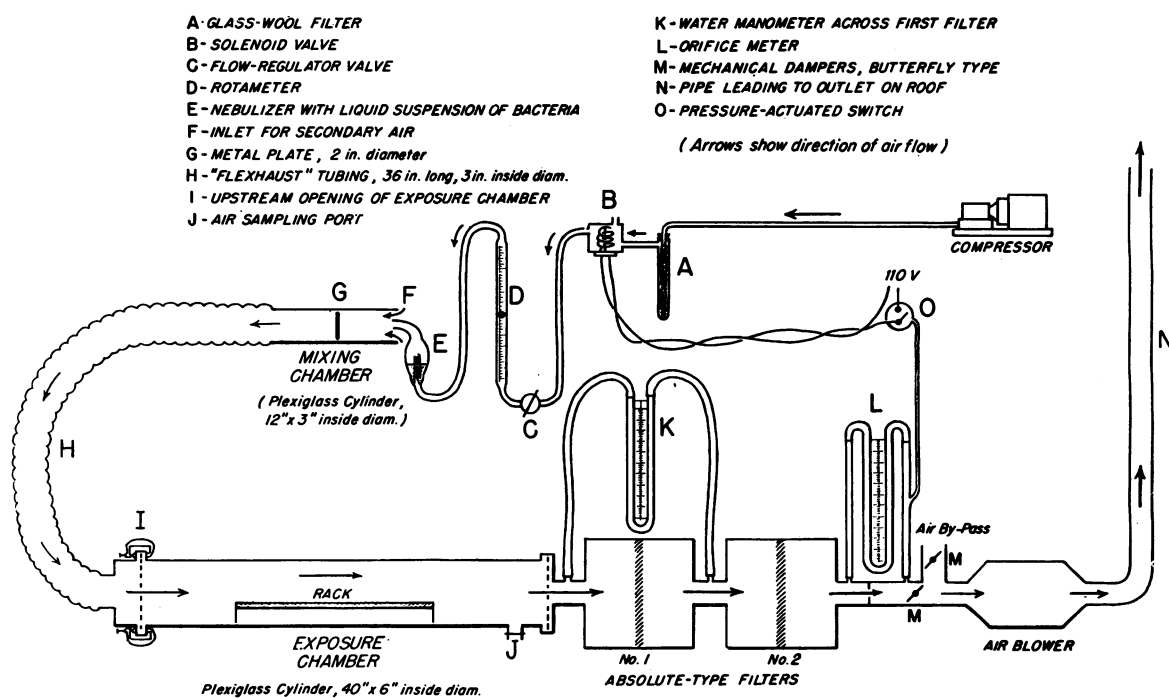 A-GLASS-WOOL FILTER
B-SOLENOID VALVE
C-FLOW-REGULATOR VALVE
D-ROTAMETER
E-NEBULIZER WITH LIQUID SUSPENSION OF BACTERIA
F-INLET FOR SECONDARY AIR
G-METAL PLATE, 2 in. diameter
H-"FLEXHAUST" TUBING, 36 in. long, 3 in. inside diam.
I-UPSTREAM OPENING OF EXPOSURE CHAMBER
J-AIR SAMPLING PORT
K-WATER MANOMETER ACROSS FIRST FILTER
L-ORIFICE METER
M-MECHANICAL DAMPERS, BUTTERFLY TYPE
N-PIPE LEADING TO OUTLET ON ROOF
O-PRESSURE-ACTUATED SWITCH
(Arrows show direction of air flow)
B
COMPRESSOR
A
110 V
O
G
F
D
E
MIXING
CHAMBER
(Plexiglass Cylinder,
12"x 3" inside diam.)
C
K
L
N
H
I
Air By-Pass
M
M
RACK
J
EXPOSURE
CHAMBER
Plexiglass Cylinder, 40"x 6" inside diam.
No. 1
No. 2
ABSOLUTE-TYPE FILTERS
AIR BLOWER